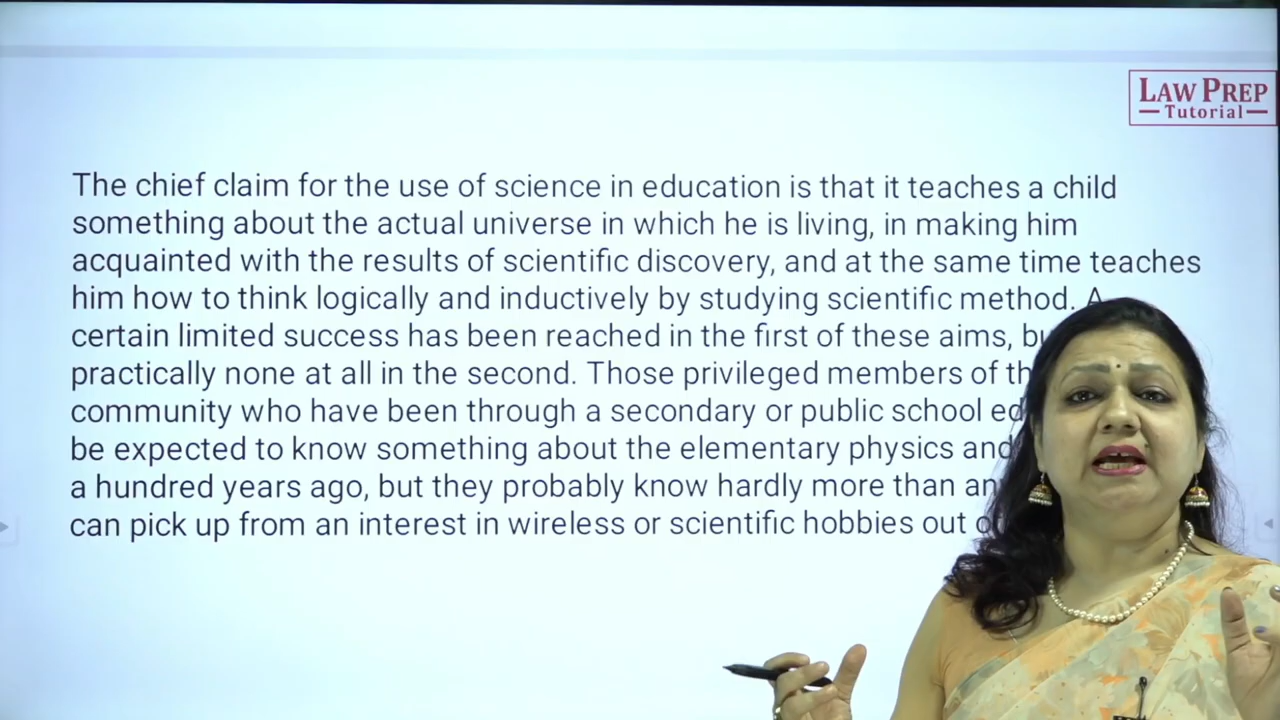 LAW PREP
Tutorial
The chief claim for the use of science in education is that it teaches a child
something about the actual universe in which he is living, in making him
acquainted with the results of scientific discovery, and at the same time teaches
him how to think logically and inductively by studying scientific method. A
certain limited success has been reached in the first of these aims,
practically none at all in the second. Those privileged members of
community who have been through a secondary or public school
be expected to know something about the elementary physics and
a hundred years ago, but they probably know hardly more than
can pick up from an interest in wireless or scientific hobbies out